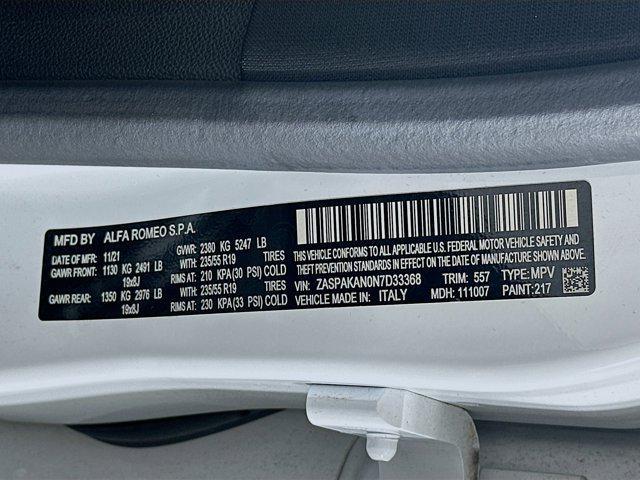 MFD BY ALFA ROMEO S.P.A.
DATE OF MFR: 11/21 GVWR: 2380 KG 5247 LB
GAWR FRONT: 1130 KG 2491 LB WITH: 235/55 R19 TIRES
19x8J RIMS AT: 210 KPA(30 PSI) COLD
GAWR REAR: 1350 KG 2976 LB WITH: 235/55 R19 TIRES
19x8J RIMS AT: 230 KPA(33 PSI) COLD
THIS VEHICLE CONFORMS TO ALL APPLICABLE U.S. FEDERAL MOTOR VEHICLE SAFETY AND
THEFT PREVENTION STANDARDS IN EFFECT ON THE DATE OF MANUFACTURE SHOWN ABOVE
VIN: ZASPAKAN0N7D33368 TRIM: 557 TYPE: MPV
VEHICLE MADE IN: ITALY MDH: 111007 PAINT: 217